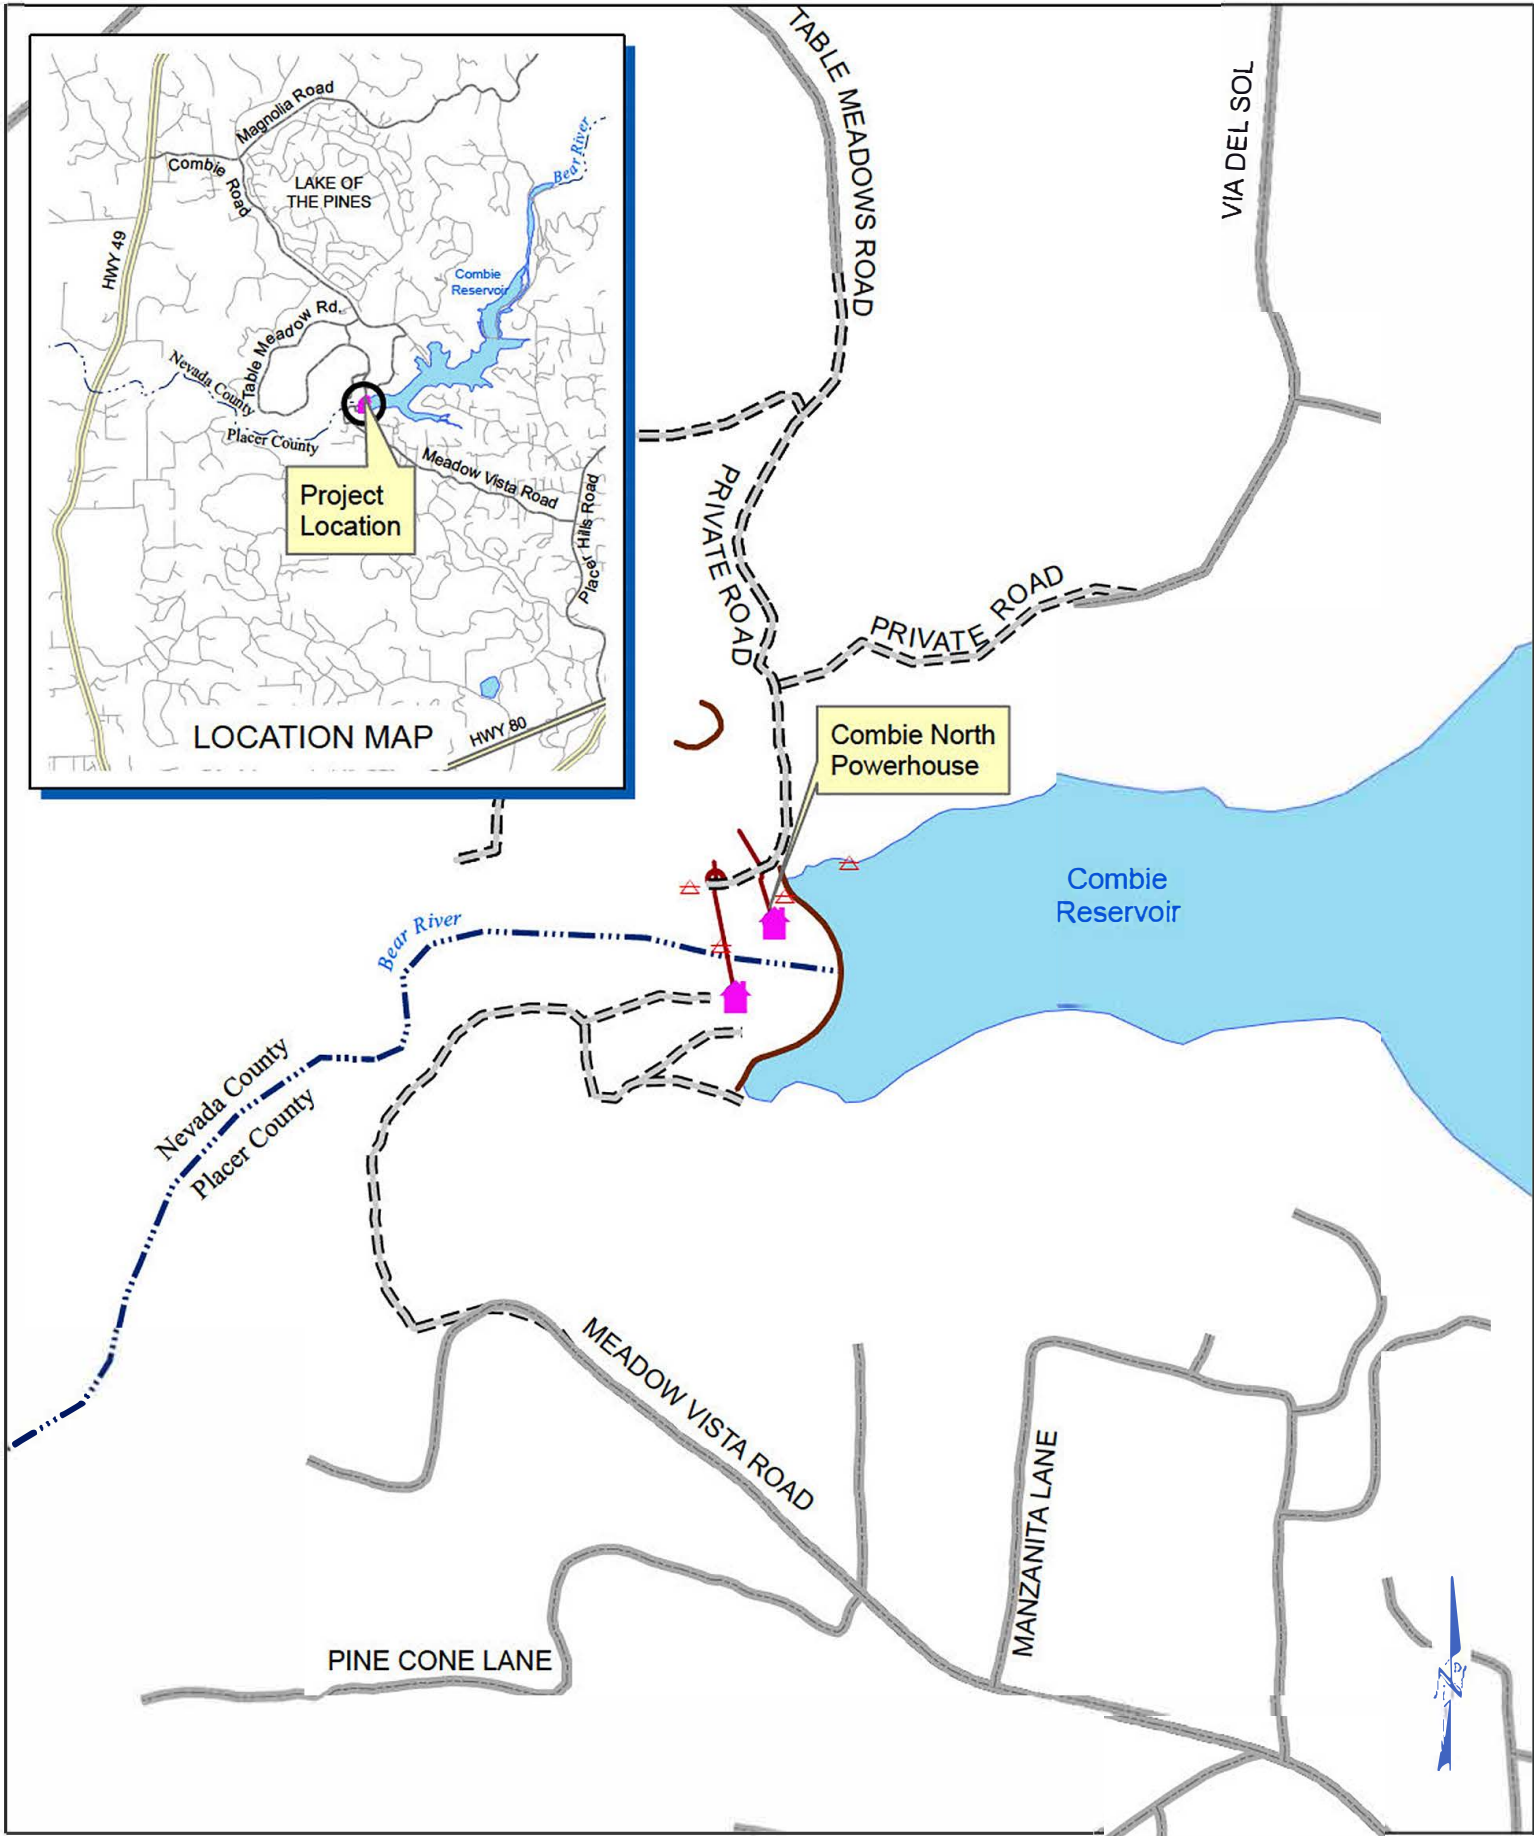 TABLE MEADOWS ROAD
VIA DEL SOL
Magnolia Road
Combie Road
LAKE OF
THE PINES
Bear River
HWY 49
Combie
Reservoir
Table Meadow Rd.
Nevada County
Placer County
Meadow Vista Road
Project
Location
Placer Hills Road
LOCATION MAP
HWY 80
PRIVATE ROAD
PRIVATE ROAD
Combie North
Powerhouse
Combie
Reservoir
Bear River
Nevada County
Placer County
MEADOW VISTA ROAD
MANZANITA LANE
PINE CONE LANE